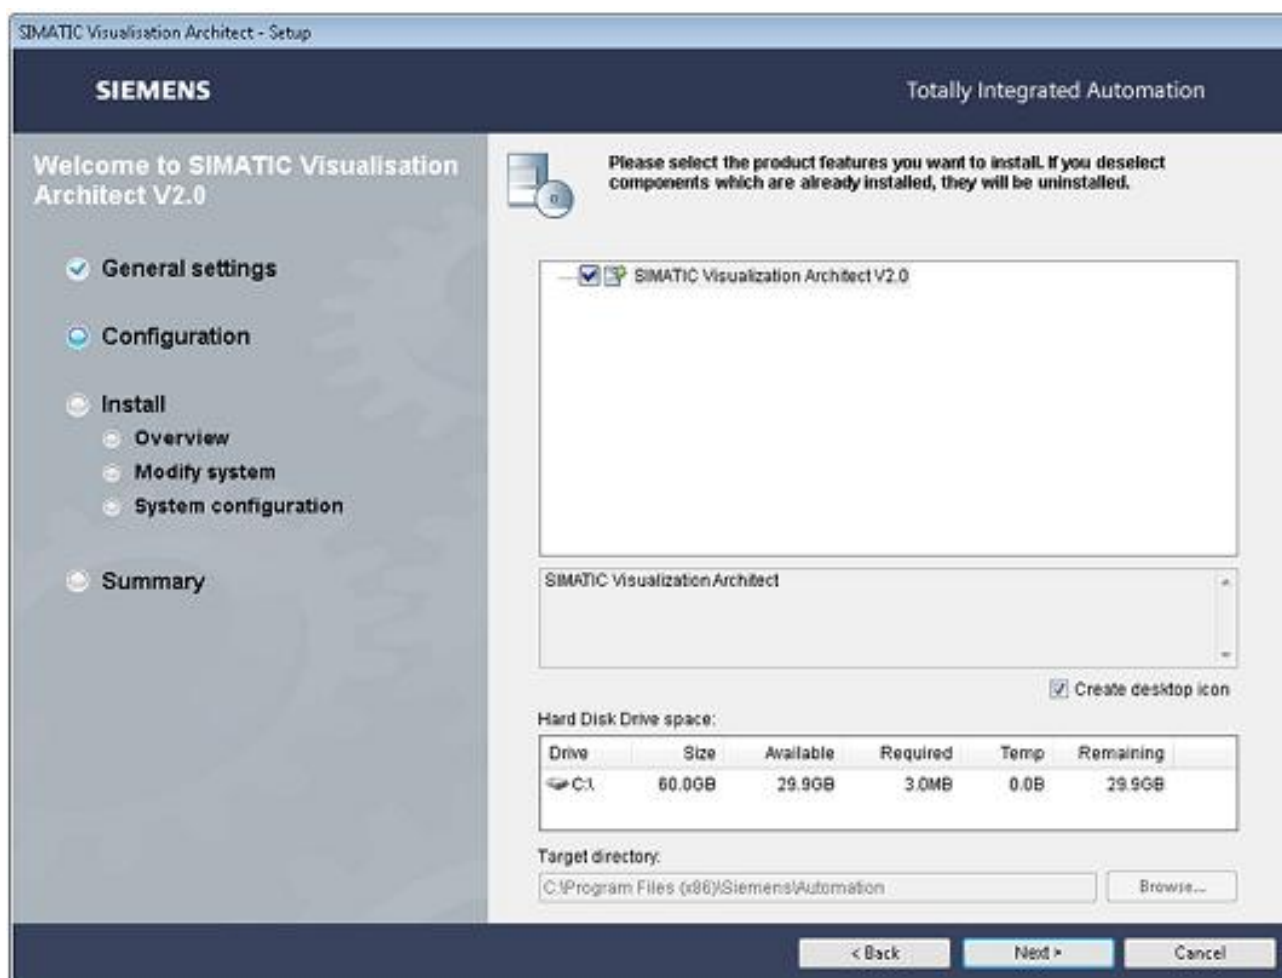 SIMATIC Visualisation Architect - Setup
SIEMENS
Totally Integrated Automation
Welcome to SIMATIC Visualisation
Architect V2.0
General settings
Configuration
Install
Overview
Modify system
System configuration
Summary
Please select the product features you want to install. If you deselect
components which are already installed, they will be uninstalled.
SIMATIC Visualization Architect V2.0
SIMATIC Visualization Architect
Create desktop icon
Hard Disk Drive space:
Drive Size Available Required Temp Remaining
C:\ 60.0GB 29.9GB 3.0MB 0.0B 29.9GB
Target directory:
C:\Program Files (x86)\Siemens\Automation
Browse...
< Back
Next >
Cancel